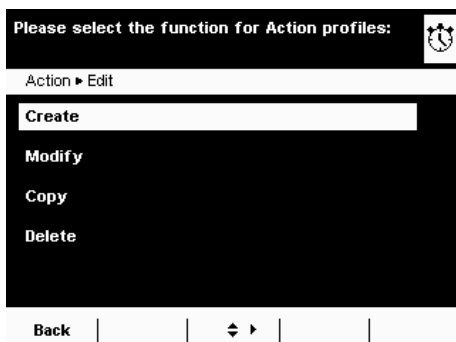 Please select the function for Action profiles:
Action ▸ Edit
Create
Modify
Copy
Delete
Back